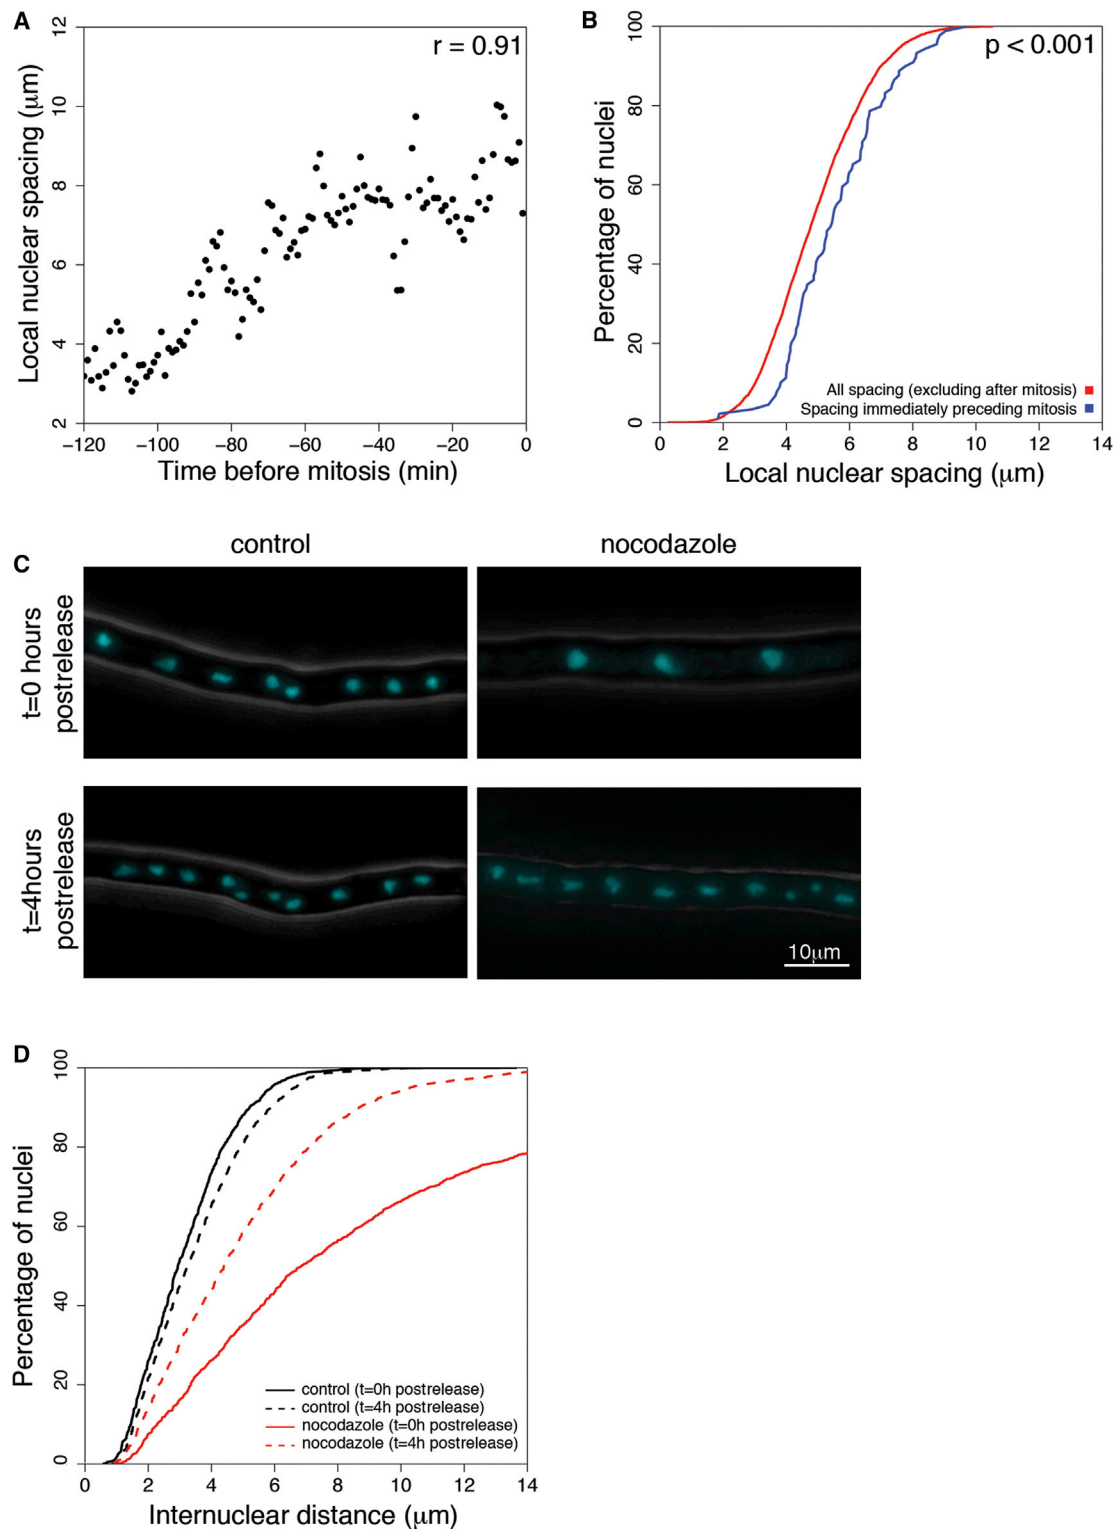 A
12
10
8
6
4
2
Local nuclear spacing (μm)
r = 0.91
−120
−100
−80
−60
−40
−20
0
Time before mitosis (min)
B
100
80
60
40
20
0
Percentage of nuclei
p < 0.001
All spacing (excluding after mitosis)
Spacing immediately preceding mitosis
0
2
4
6
8
10
12
14
Local nuclear spacing (μm)
C
control
nocodazole
t=0 hours
postrelease
t=4hours
postrelease
10μm
D
100
80
60
40
20
0
Percentage of nuclei
control (t=0h postrelease)
control (t=4h postrelease)
nocodazole (t=0h postrelease)
nocodazole (t=4h postrelease)
0
2
4
6
8
10
12
14
Internuclear distance (μm)